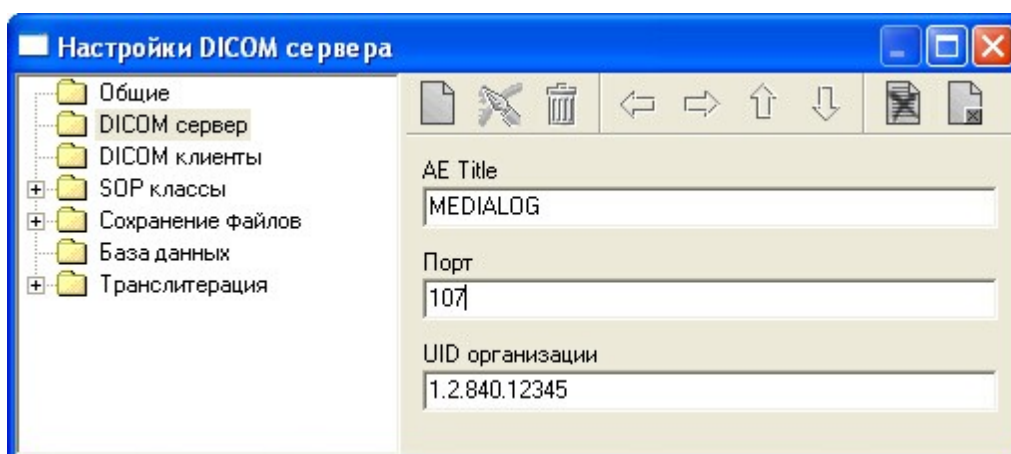 Настройки DICOM сервера
Общие
DICOM сервер
DICOM клиенты
SOP классы
Сохранение файлов
База данных
Транслитерация
AE Title
MEDIALOG
Порт
107
UID организации
1.2.840.12345